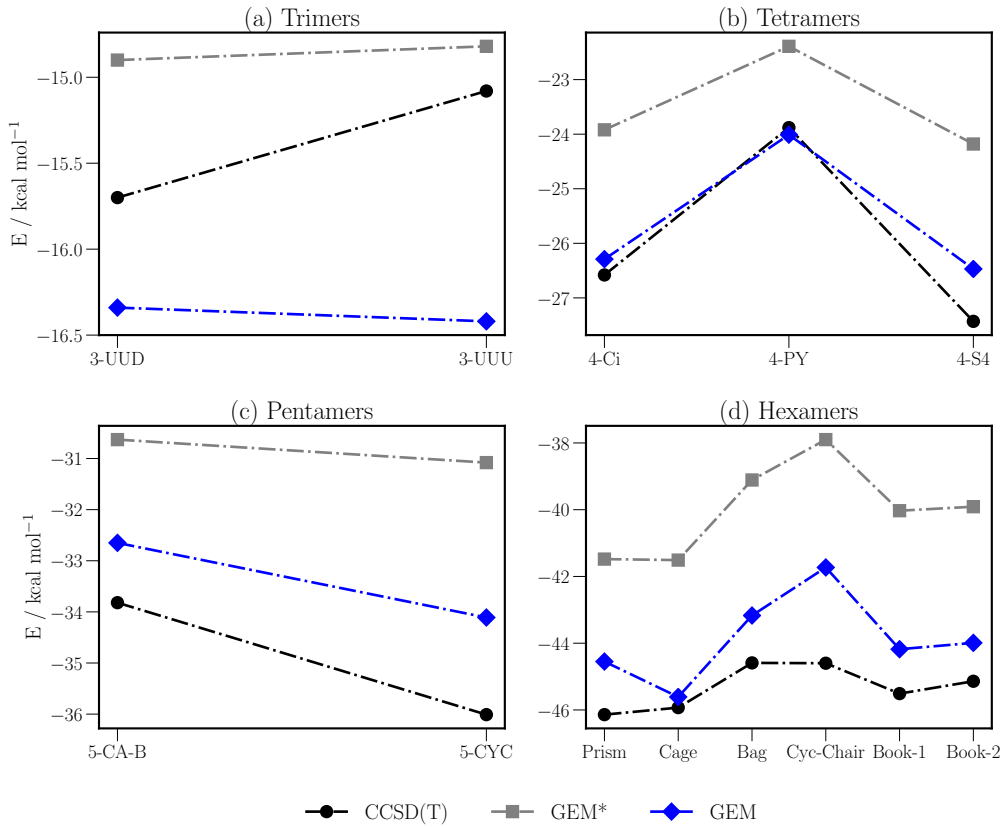 (a) Trimers
(b) Tetramers
E / kcal mol⁻¹
−15.0
−15.5
−16.0
−16.5
3-UUD
3-UUU
−23
−24
−25
−26
−27
4-Ci
4-PY
4-S4
(c) Pentamers
(d) Hexamers
E / kcal mol⁻¹
−31
−32
−33
−34
−35
−36
5-CA-B
5-CYC
−38
−40
−42
−44
−46
Prism
Cage
Bag
Cyc-Chair
Book-1
Book-2
CCSD(T)
GEM*
GEM